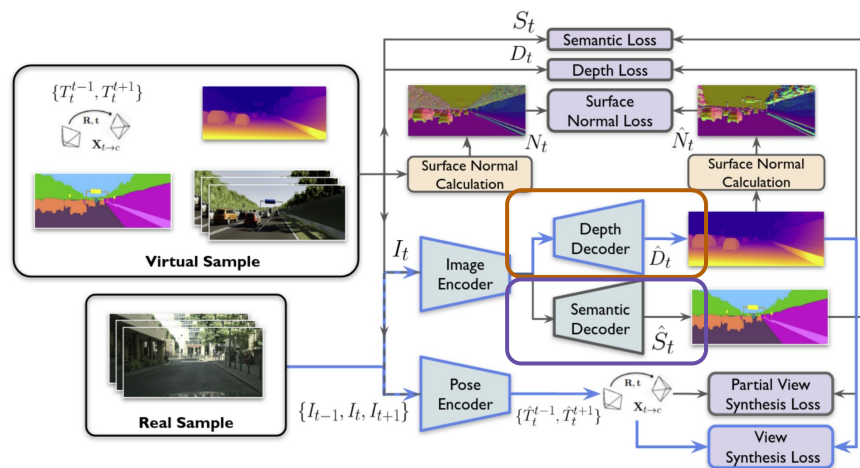 S_t
Semantic Loss
D_t
Depth Loss
{T_t^{t-1}, T_t^{t+1}}
R, t
X_{t→c}
Surface
Normal Loss
N_t
N̂_t
Surface Normal
Calculation
Surface Normal
Calculation
Virtual Sample
I_t
Image
Encoder
Depth
Decoder
D̂_t
Semantic
Decoder
Ŝ_t
Real Sample
{I_{t-1}, I_t, I_{t+1}}
Pose
Encoder
{T̂_t^{t-1}, T̂_t^{t+1}}
R, t
X_{t→c}
Partial View
Synthesis Loss
View
Synthesis Loss